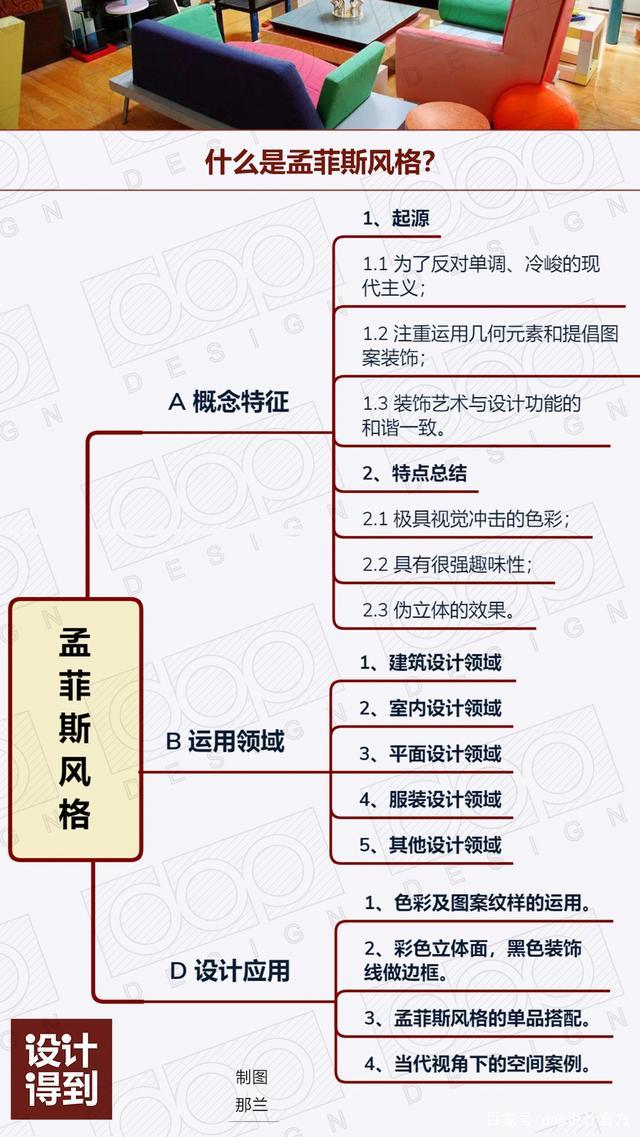 什么是孟菲斯风格？
1、起源
1.1 为了反对单调、冷峻的现
代主义；
1.2 注重运用几何元素和提倡图
案装饰；
A 概念特征
1.3 装饰艺术与设计功能的
和谐一致。
2、特点总结
2.1 极具视觉冲击的色彩；
2.2 具有很强趣味性；
2.3 伪立体的效果。
孟菲斯风格
1、建筑设计领域
2、室内设计领域
B 运用领域
3、平面设计领域
4、服装设计领域
5、其他设计领域
1、色彩及图案纹样的运用。
2、彩色立体面，黑色装饰
线做边框。
D 设计应用
3、孟菲斯风格的单品搭配。
4、当代视角下的空间案例。
设计
得到
制图
那兰
百家号/dop设计官方
dop
DESIGN